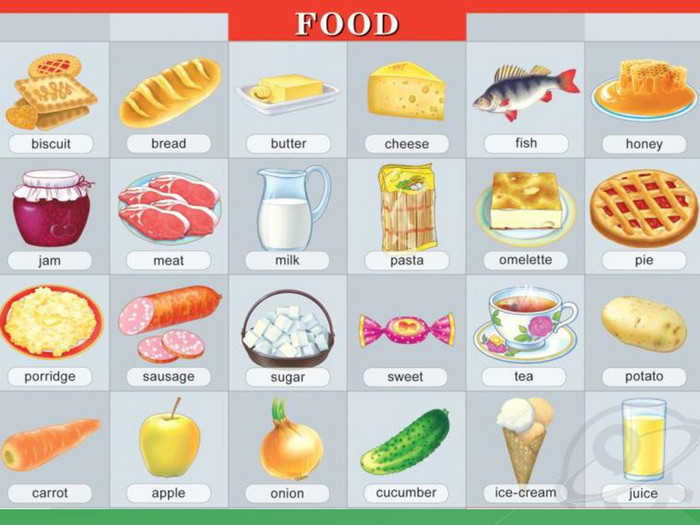 FOOD
biscuit
bread
butter
cheese
fish
honey
jam
meat
milk
pasta
omelette
pie
porridge
sausage
sugar
sweet
tea
potato
carrot
apple
onion
cucumber
ice-cream
juice